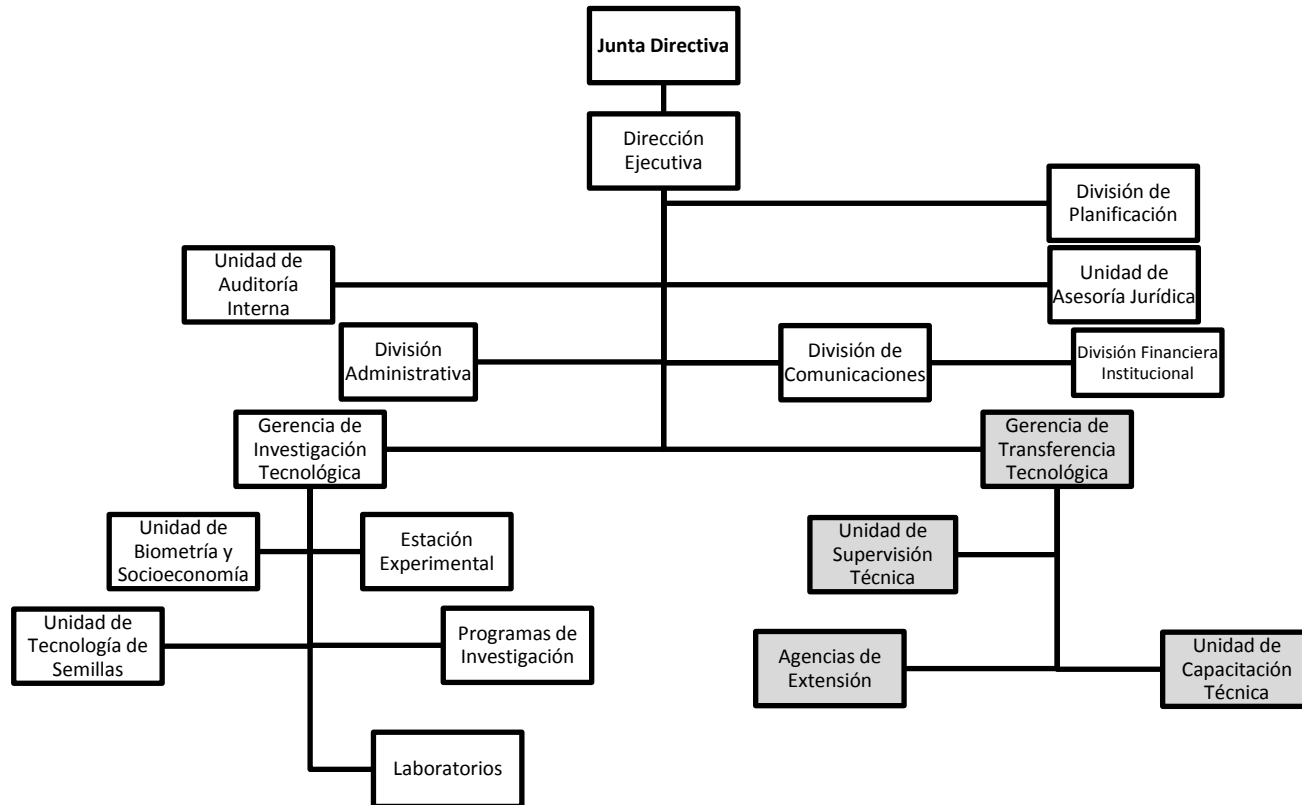 Junta Directiva
Dirección
Ejecutiva
División de
Planificación
Unidad de
Auditoría
Interna
Unidad de
Asesoría Jurídica
División
Administrativa
División de
Comunicaciones
División Financiera
Institucional
Gerencia de
Investigación
Tecnológica
Gerencia de
Transferencia
Tecnológica
Unidad de
Biometría y
Socioeconomía
Estación
Experimental
Unidad de
Supervisión
Técnica
Unidad de
Tecnología de
Semillas
Programas de
Investigación
Agencias de
Extensión
Unidad de
Capacitación
Técnica
Laboratorios